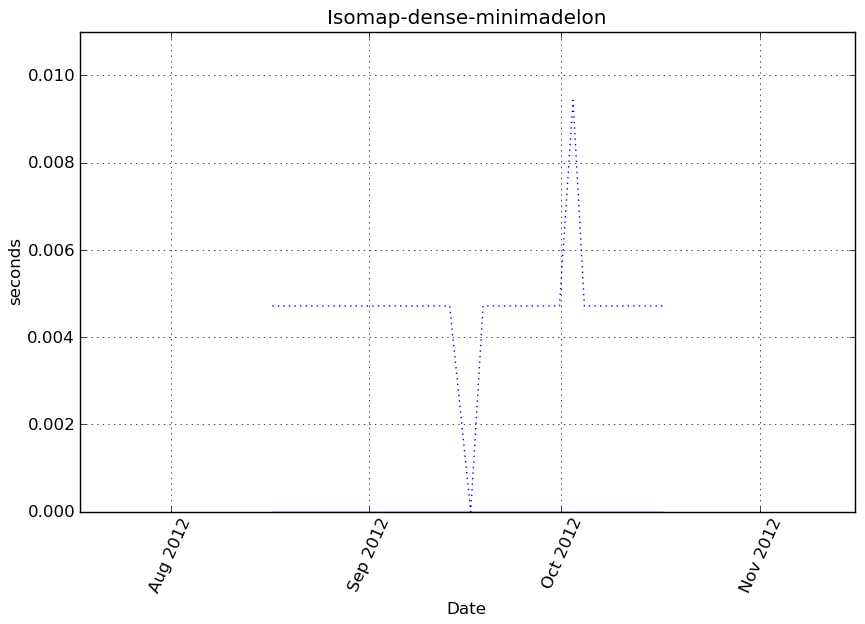 Isomap-dense-minimadelon
0.010
0.008
0.006
0.004
0.002
0.000
seconds
Aug 2012
Sep 2012
Oct 2012
Nov 2012
Date